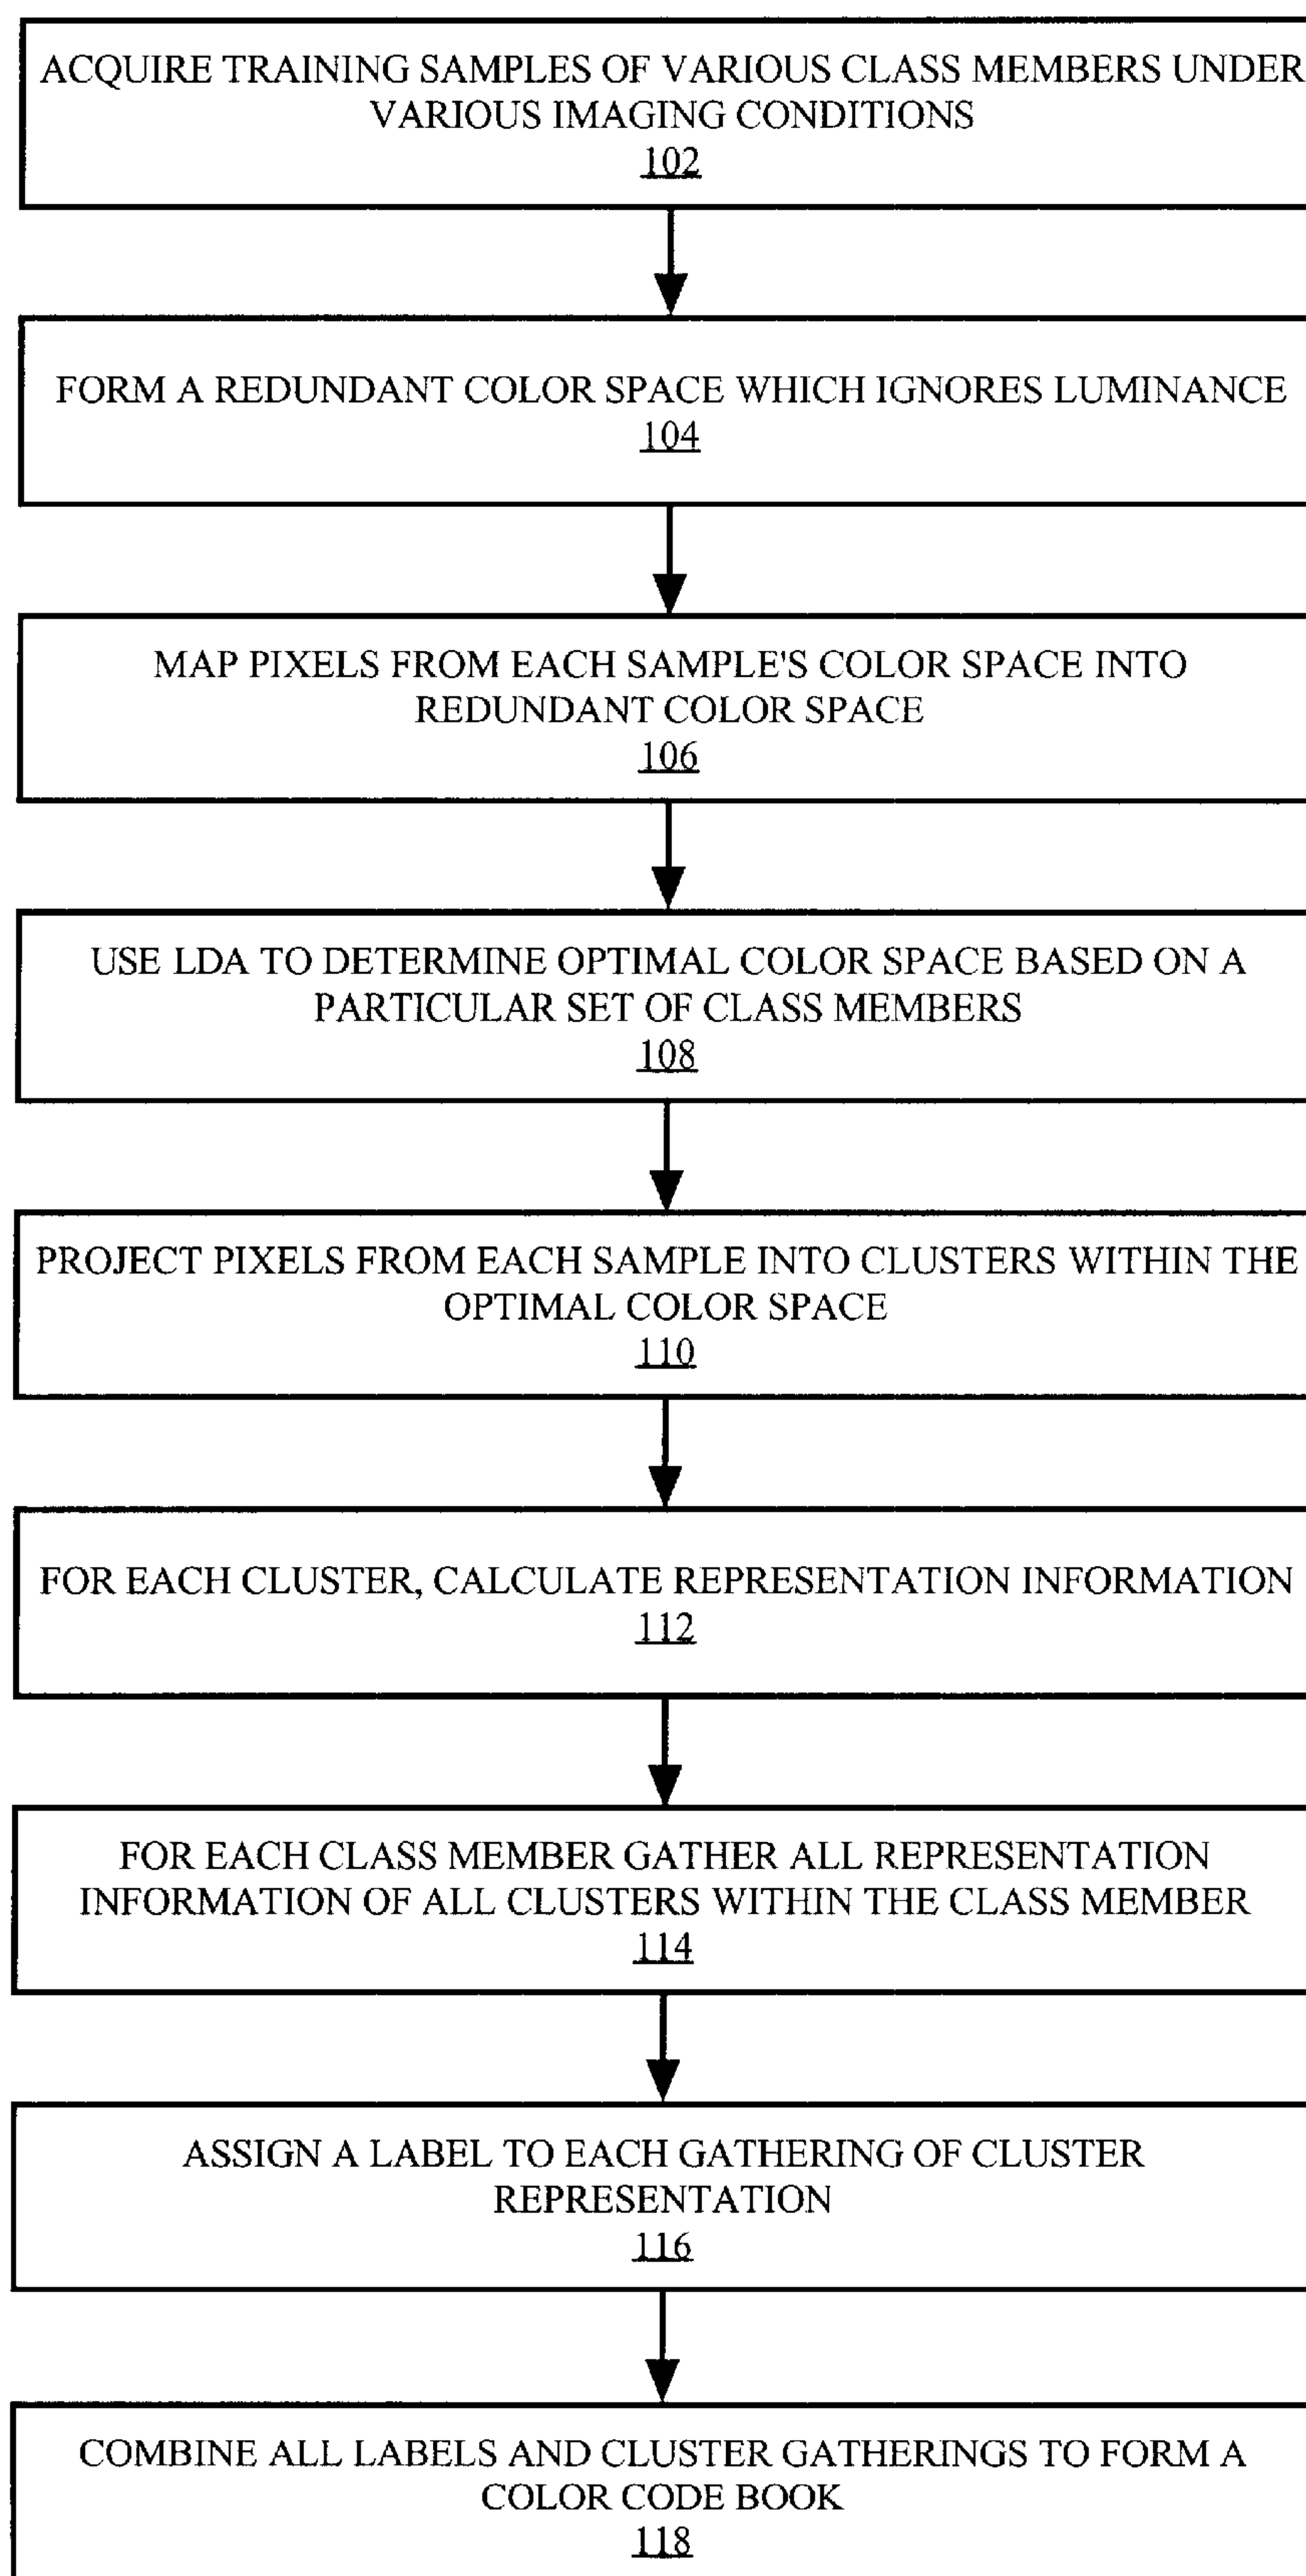 ACQUIRE TRAINING SAMPLES OF VARIOUS CLASS MEMBERS UNDER
VARIOUS IMAGING CONDITIONS
102
FORM A REDUNDANT COLOR SPACE WHICH IGNORES LUMINANCE
104
MAP PIXELS FROM EACH SAMPLE'S COLOR SPACE INTO
REDUNDANT COLOR SPACE
106
USE LDA TO DETERMINE OPTIMAL COLOR SPACE BASED ON A
PARTICULAR SET OF CLASS MEMBERS
108
PROJECT PIXELS FROM EACH SAMPLE INTO CLUSTERS WITHIN THE
OPTIMAL COLOR SPACE
110
FOR EACH CLUSTER, CALCULATE REPRESENTATION INFORMATION
112
FOR EACH CLASS MEMBER GATHER ALL REPRESENTATION
INFORMATION OF ALL CLUSTERS WITHIN THE CLASS MEMBER
114
ASSIGN A LABEL TO EACH GATHERING OF CLUSTER
REPRESENTATION
116
COMBINE ALL LABELS AND CLUSTER GATHERINGS TO FORM A
COLOR CODE BOOK
118